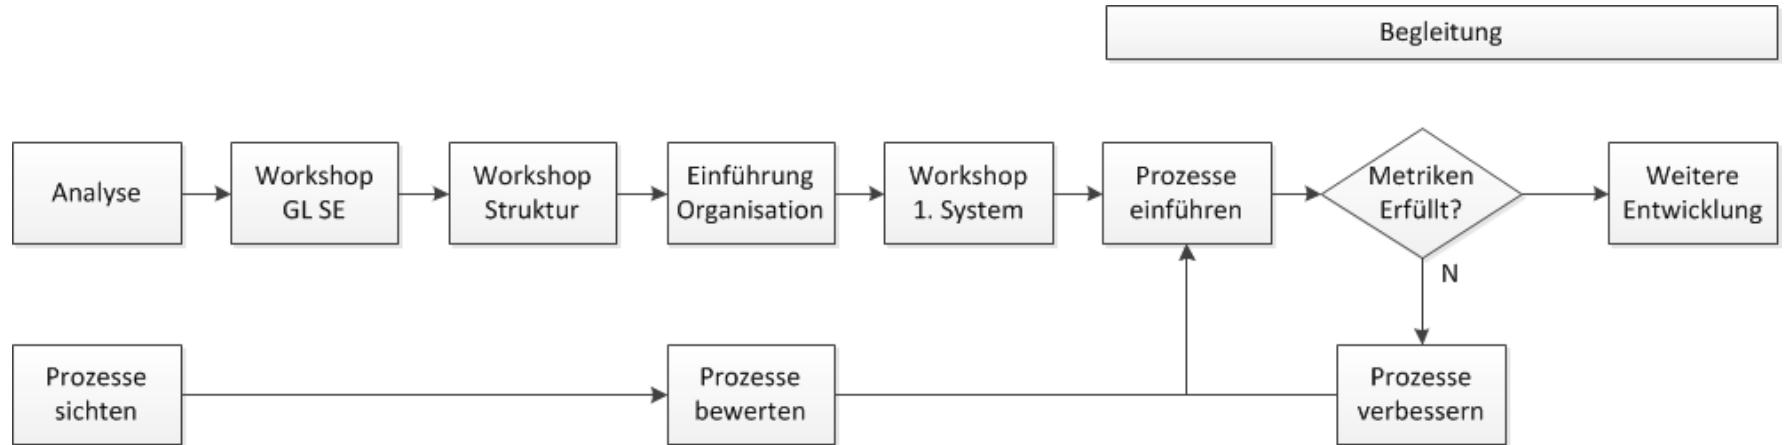 Begleitung
Analyse
Workshop
GL SE
Workshop
Struktur
Einführung
Organisation
Workshop
1. System
Prozesse
einführen
Metriken
Erfüllt?
Weitere
Entwicklung
N
Prozesse
sichten
Prozesse
bewerten
Prozesse
verbessern